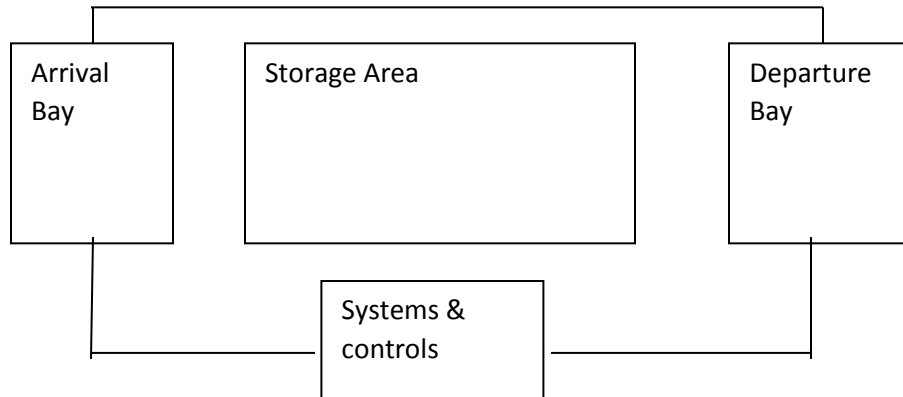 Arrival
Bay
Storage Area
Departure
Bay
Systems &
controls